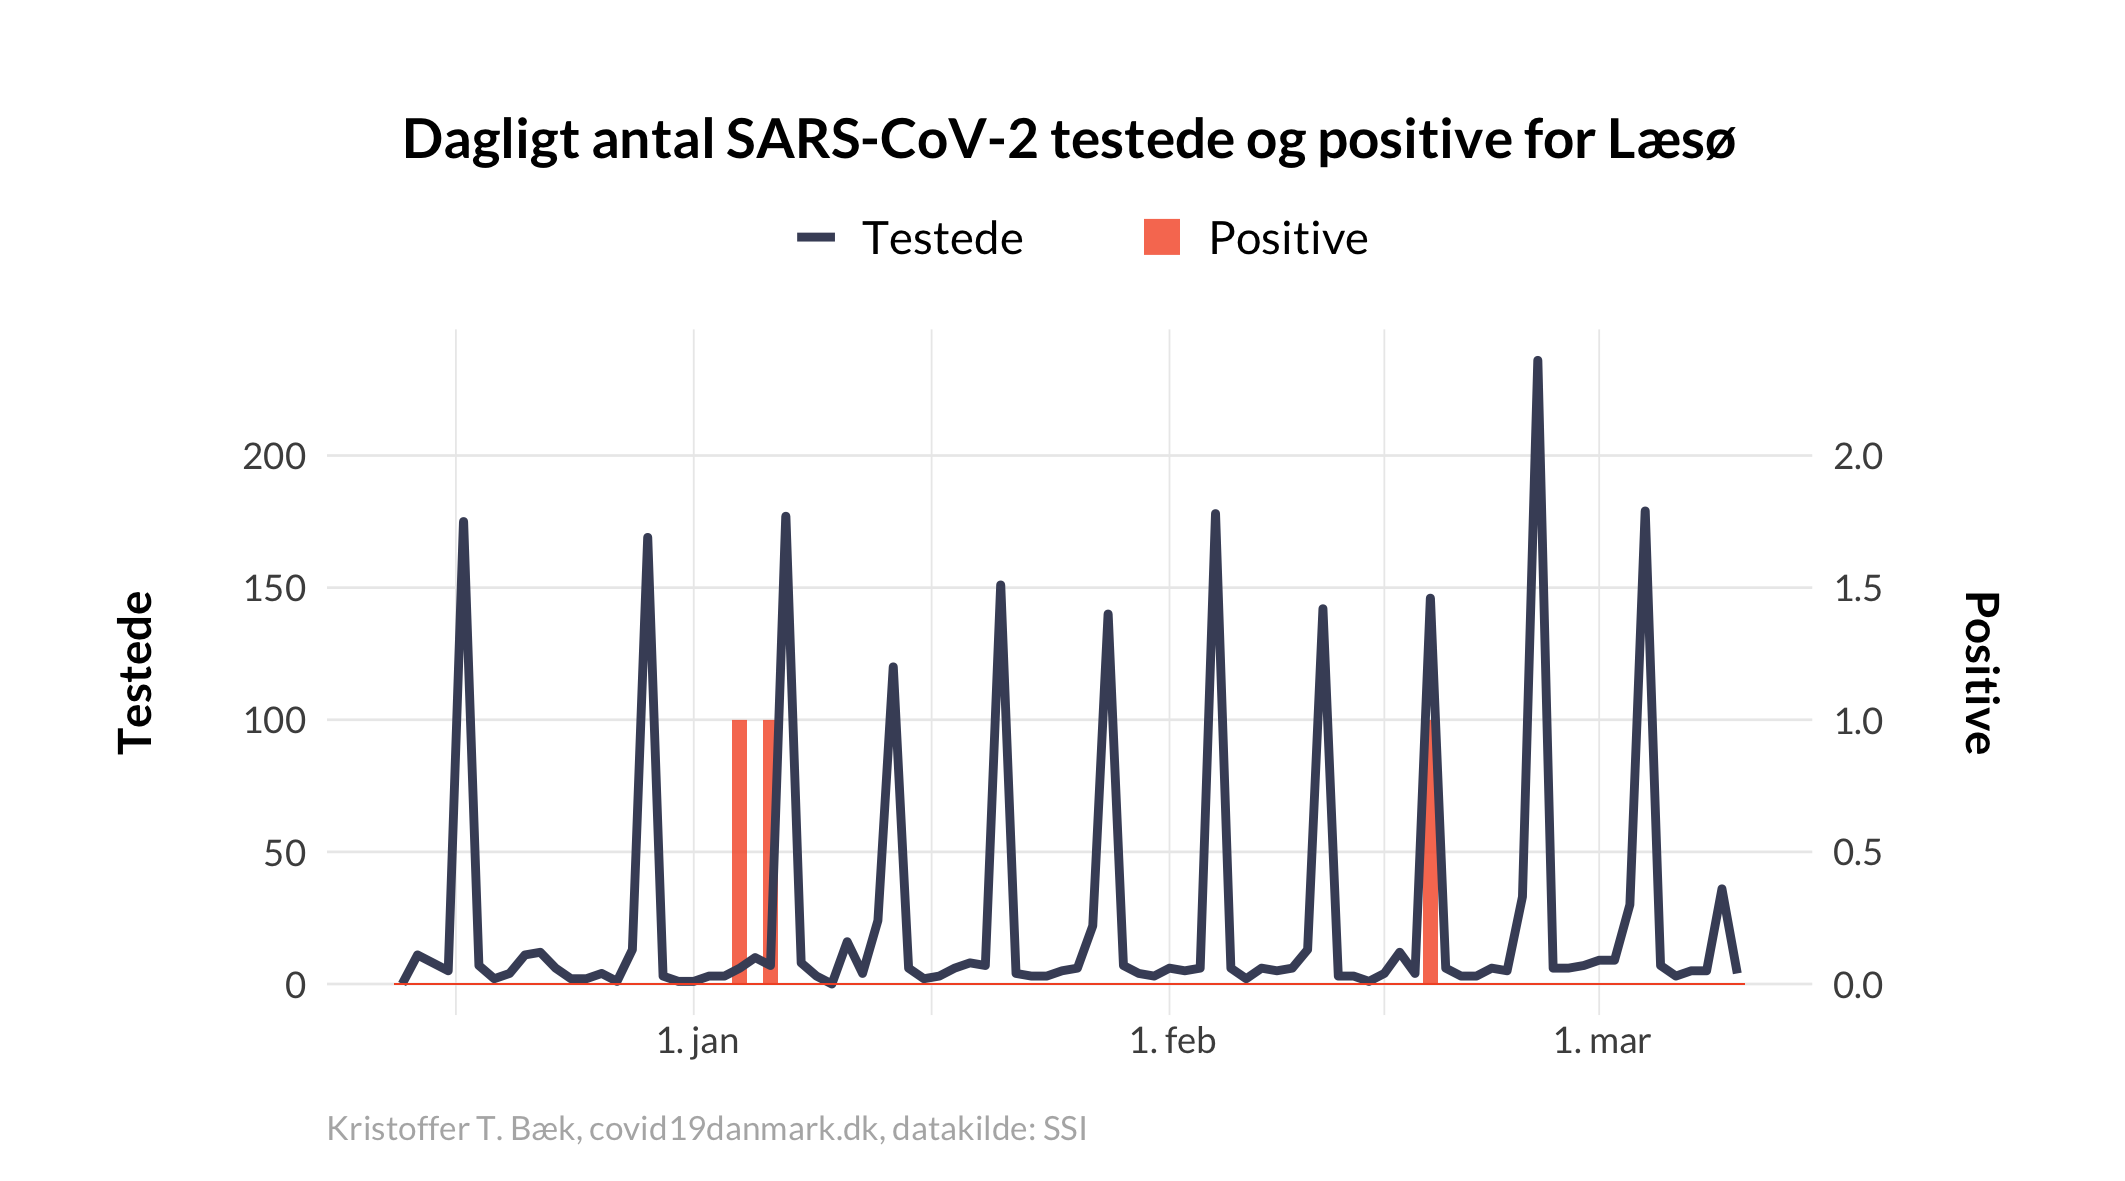 Dagligt antal SARS-CoV-2 testede og positive for Læsø
Testede
Positive
200
150
100
50
0
Testede
2.0
1.5
1.0
0.5
0.0
Positive
1. jan
1. feb
1. mar
Kristoffer T. Bæk, covid19danmark.dk, datakilde: SSI